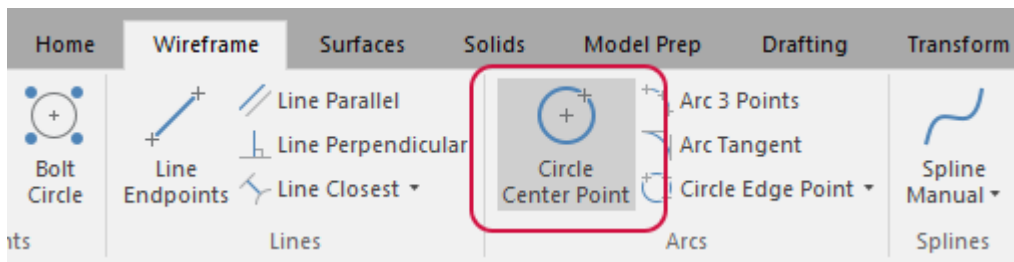 Home Wireframe Surfaces Solids Model Prep Drafting Transform
Bolt
Circle
Line
Endpoints
Line Parallel
Line Perpendicular
Line Closest
Circle
Center Point
Arc 3 Points
Arc Tangent
Circle Edge Point
Spline
Manual
nts
Lines
Arcs
Splines